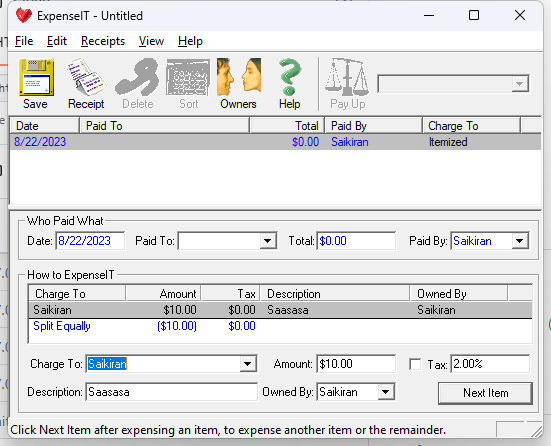 ExpenseIT - Untitled
File Edit Receipts View Help
Save Receipt Delete Sort Owners Help Pay Up
Date Paid To Total Paid By Charge To
8/22/2023 $0.00 Saikiran Itemized
Who Paid What
Date: 8/22/2023 Paid To: Total: $0.00 Paid By: Saikiran
How to ExpenseIT
Charge To Amount Tax Description Owned By
Saikiran $10.00 $0.00 Saasasa Saikiran
Split Equally ($10.00) $0.00
Charge To: Saikiran Amount: $10.00 Tax: 2.00%
Description: Saasasa Owned By: Saikiran Next Item
Click Next Item after expensing an item, to expense another item or the remainder.